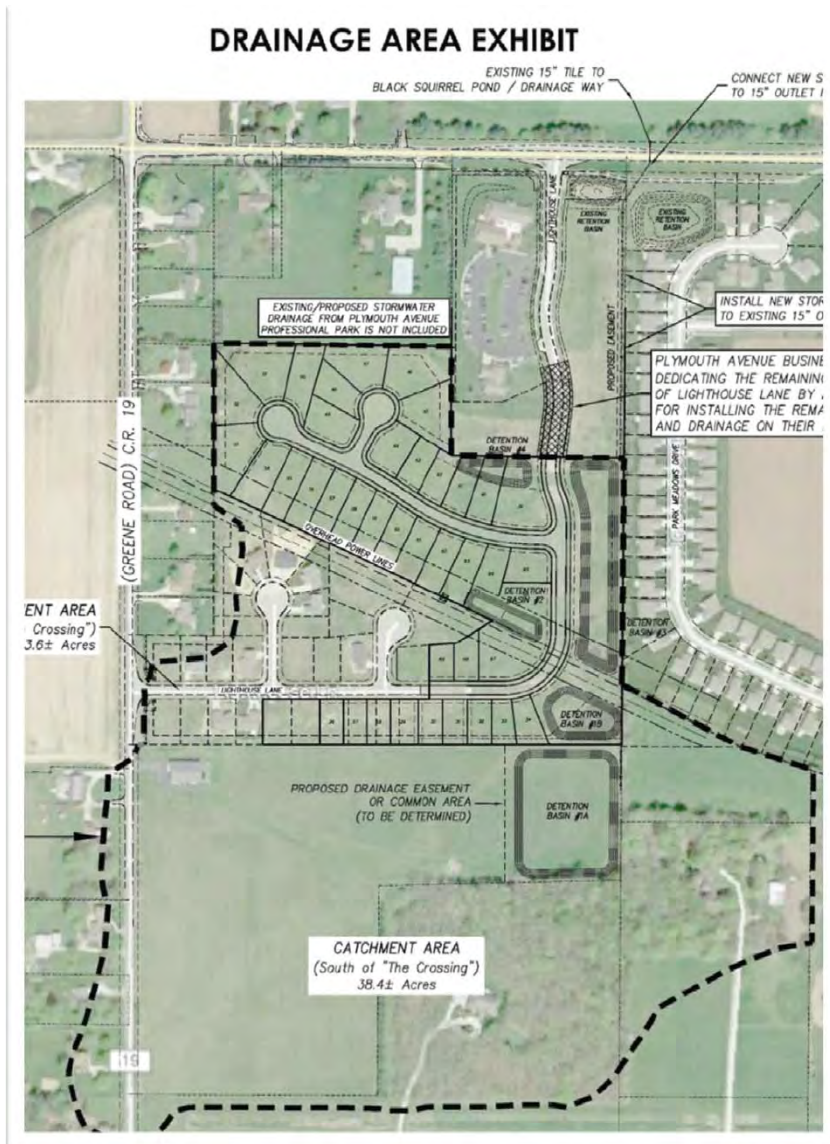 DRAINAGE AREA EXHIBIT
EXISTING 15" TILE TO
BLACK SQUIRREL POND / DRAINAGE WAY
CONNECT NEW S
TO 15" OUTLET
LIGHTHOUSE LANE
EXISTING
RETENTION
BASIN
EXISTING
RETENTION
BASIN
EXISTING/PROPOSED STORMWATER
DRAINAGE FROM PLYMOUTH AVENUE
PROFESSIONAL PARK IS NOT INCLUDED
INSTALL NEW STOR
TO EXISTING 15" O
PROPOSED EASEMENT
PLYMOUTH AVENUE BUSINE
DEDICATING THE REMAINING
OF LIGHTHOUSE LANE BY
FOR INSTALLING THE REMA
AND DRAINAGE ON THEIR
(GREENE ROAD) C.R. 19
DETENTION
BASIN #4
PARK MEADOWS DRIVE
OVERHEAD POWER LINES
DETENTION
BASIN #2
DETENTION
BASIN #3
ENT AREA
Crossing")
3.6± Acres
LIGHTHOUSE LANE
DETENTION
BASIN #1B
PROPOSED DRAINAGE EASEMENT
OR COMMON AREA
(TO BE DETERMINED)
DETENTION
BASIN #1A
CATCHMENT AREA
(South of "The Crossing")
38.4± Acres
19